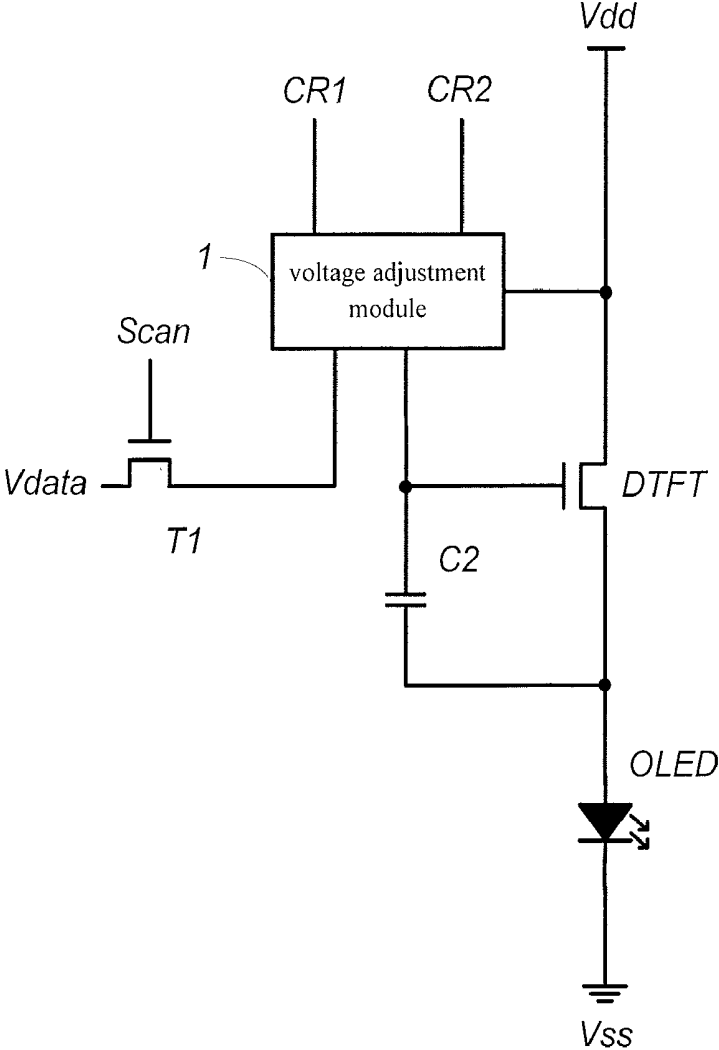 Vdd
CR1
CR2
1
voltage adjustment
module
Scan
Vdata
DTFT
T1
C2
OLED
Vss